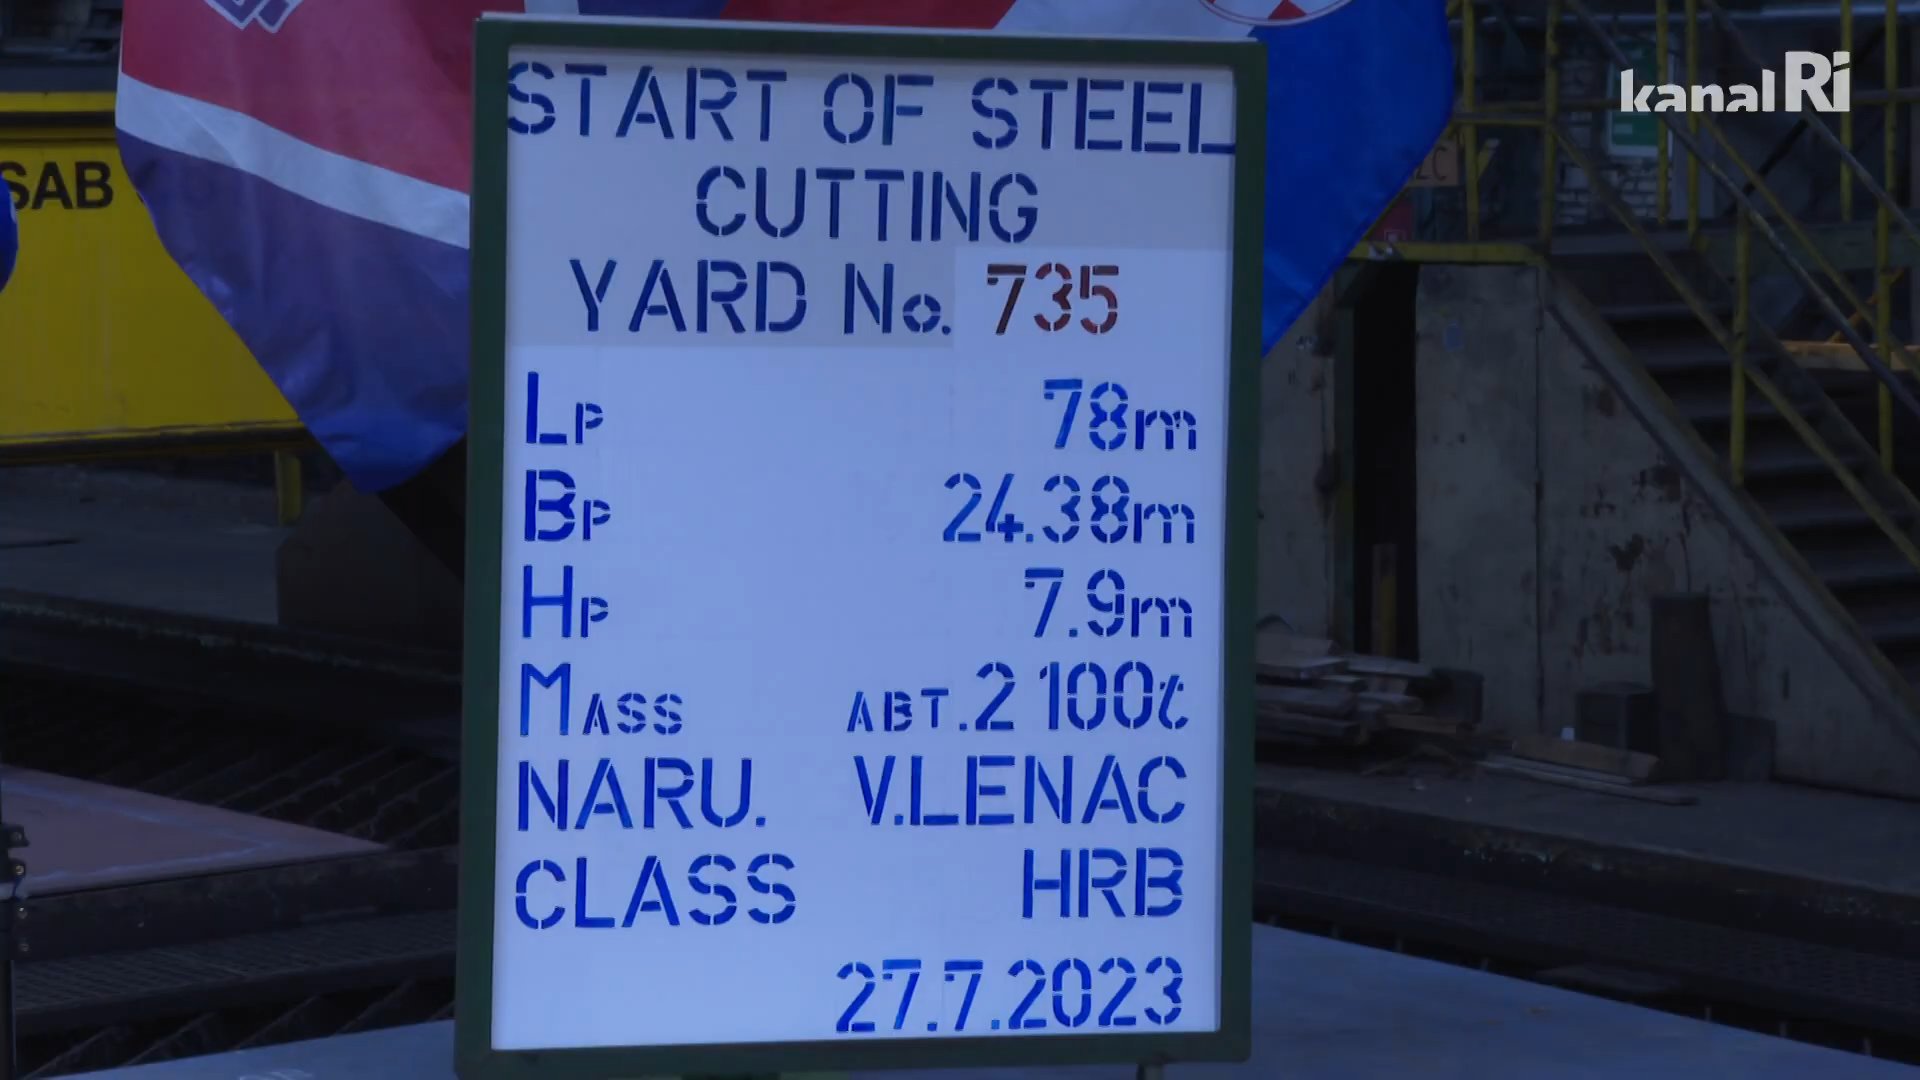 kanalRi
START OF STEEL
CUTTING
YARD No. 735
LP 78m
BP 24.38m
HP 7.9m
MASS ABT. 2 100t
NARU. V.LENAC
CLASS HRB
27.7.2023
SAB